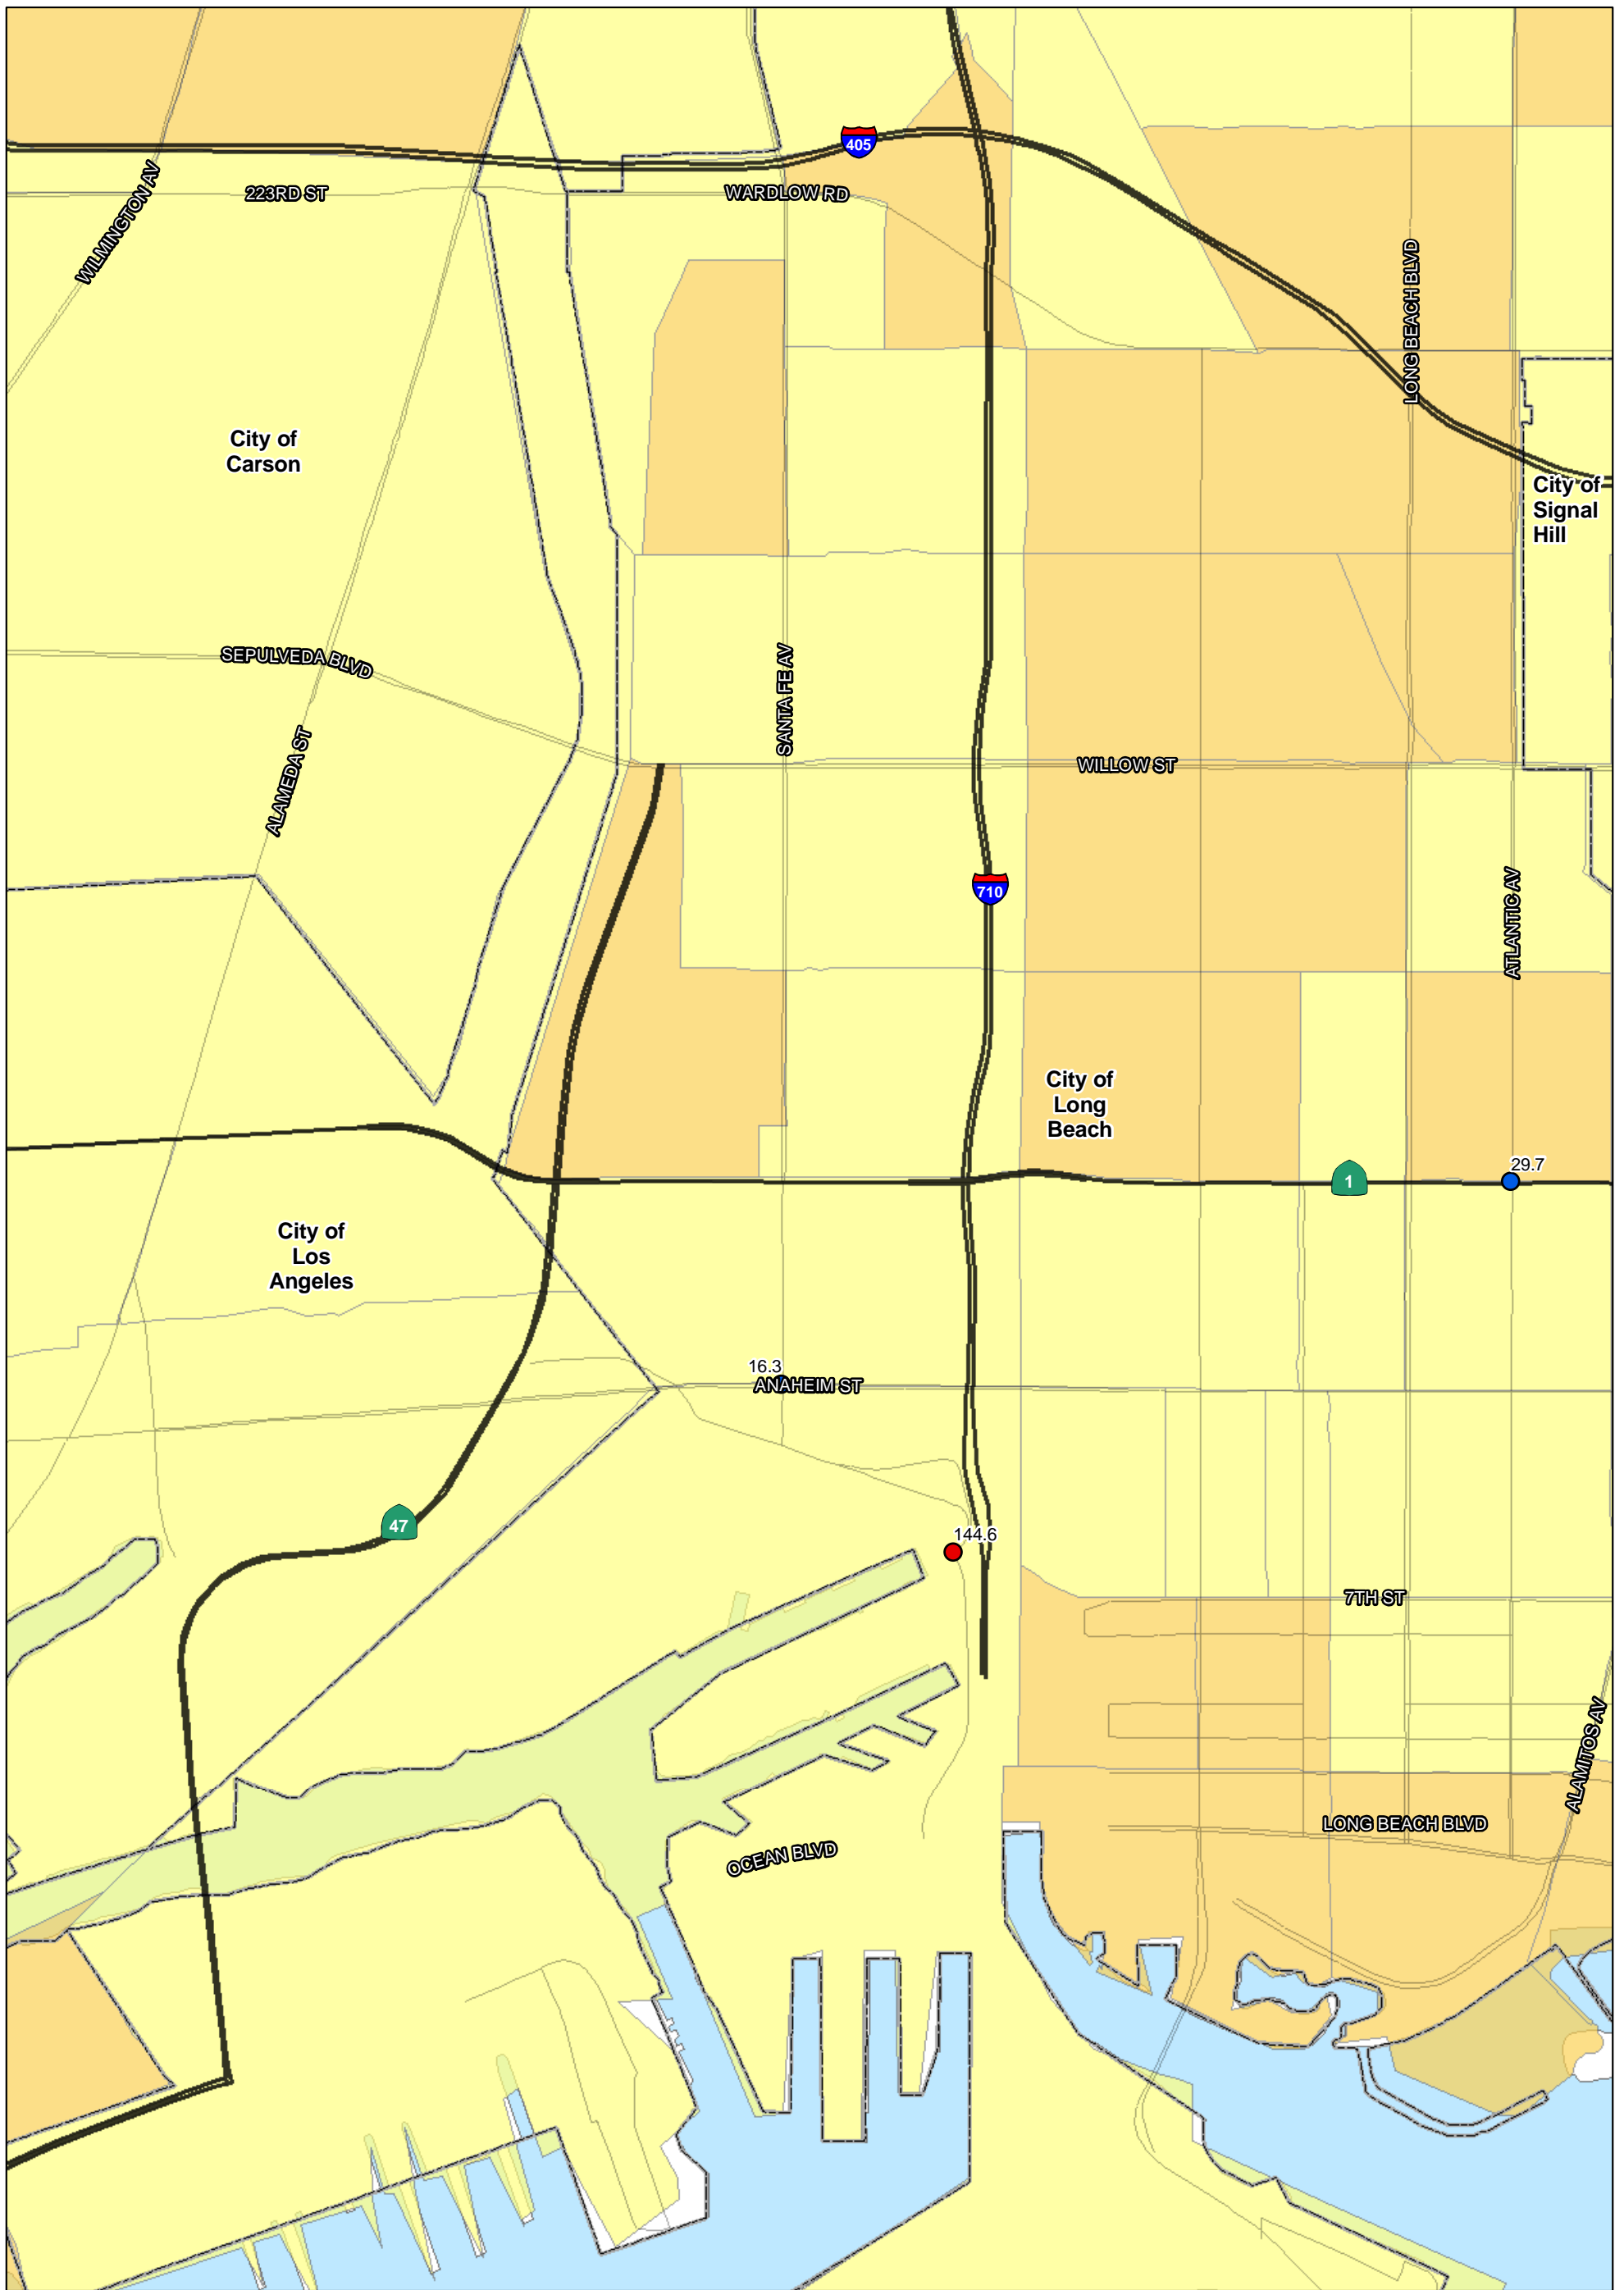 405
223RD ST
WARDLOW RD
WILMINGTON AV
LONG BEACH BLVD
City of
Carson
City of
Signal
Hill
SEPULVEDA BLVD
SANTA FE AV
ALAMEDA ST
WILLOW ST
710
ATLANTIC AV
City of
Long
Beach
29.7
1
City of
Los
Angeles
16.3
ANAHEIM ST
47
144.6
7TH ST
ALAMITOS AV
LONG BEACH BLVD
OCEAN BLVD